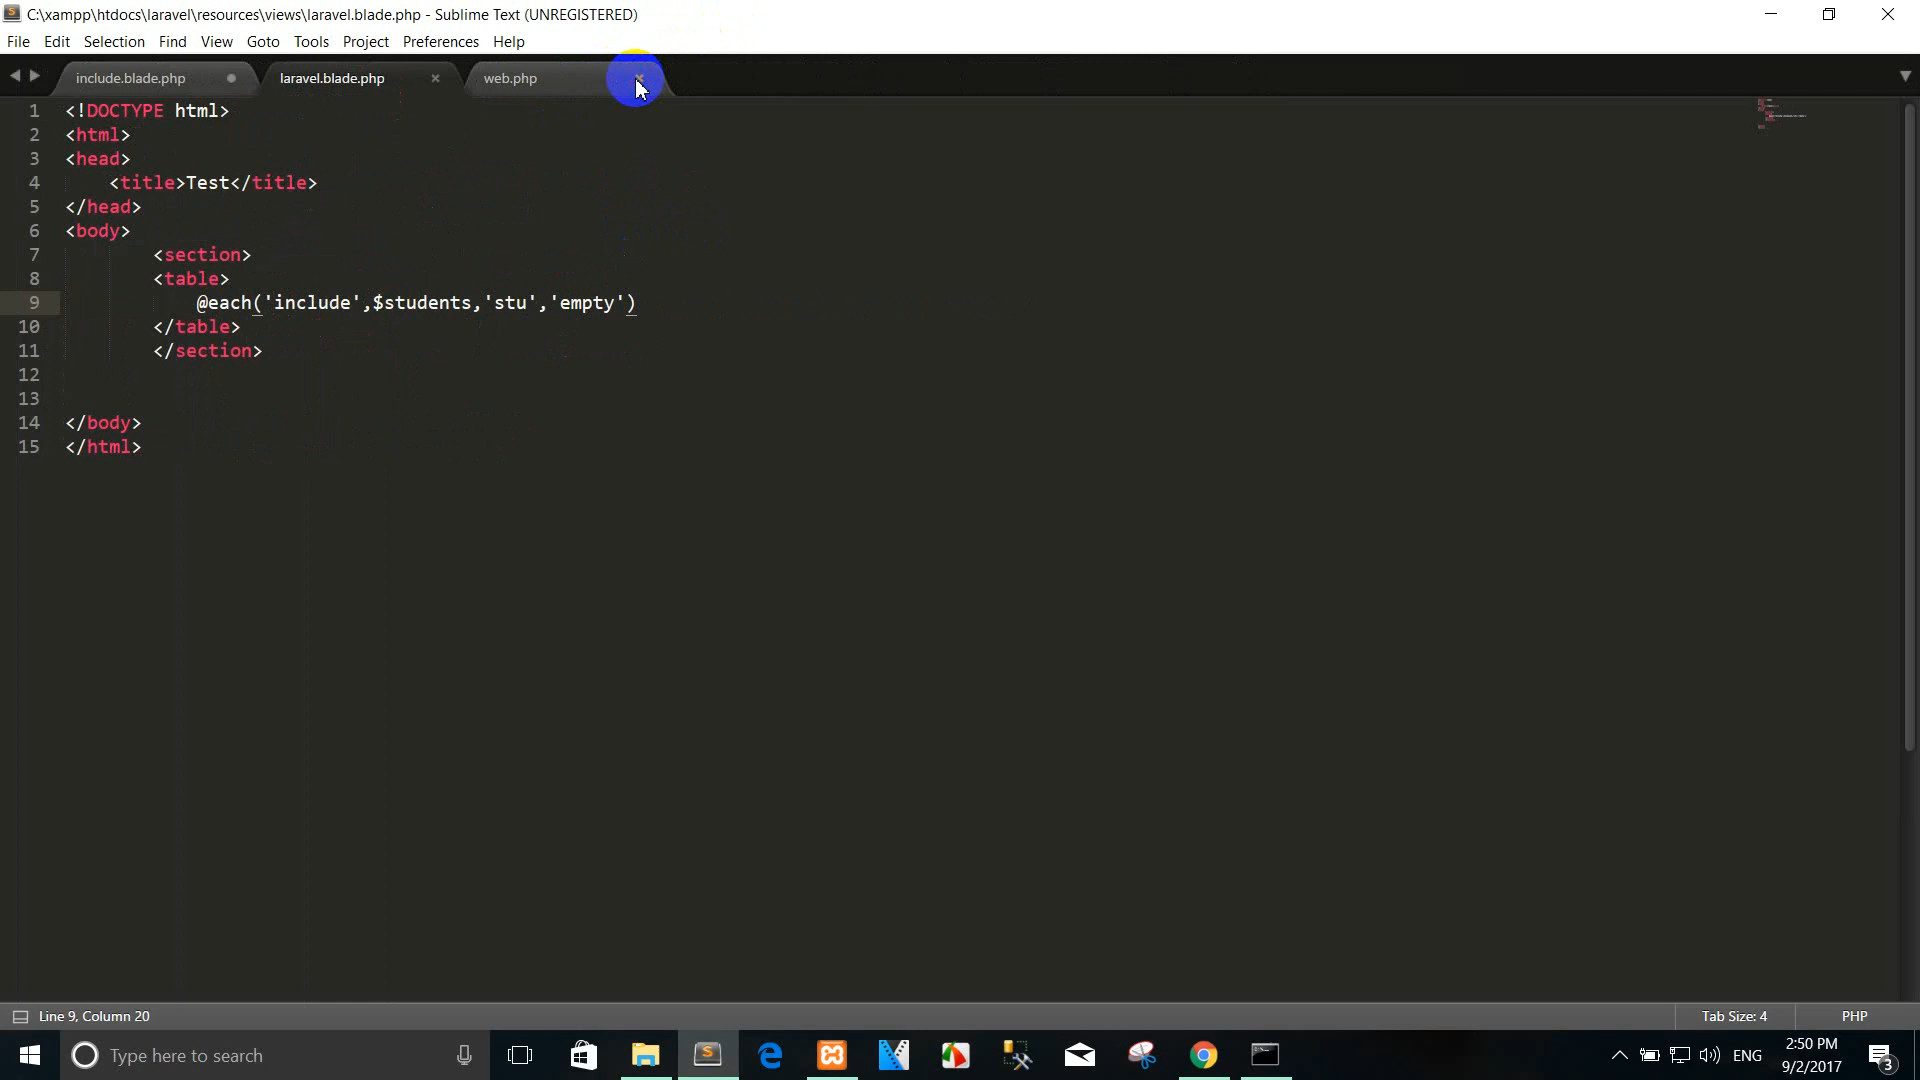 C:\xampp\htdocs\laravel\resources\views\laravel.blade.php - Sublime Text (UNREGISTERED)
File Edit Selection Find View Goto Tools Project Preferences Help
include.blade.php laravel.blade.php web.php
1 <!DOCTYPE html>
2 <html>
3 <head>
4 <title>Test</title>
5 </head>
6 <body>
7 <section>
8 <table>
9 @each('include',$students,'stu','empty')
10 </table>
11 </section>
12
13
14 </body>
15 </html>
Line 9, Column 20 Tab Size: 4 PHP
Type here to search ENG 2:50 PM
9/2/2017 3